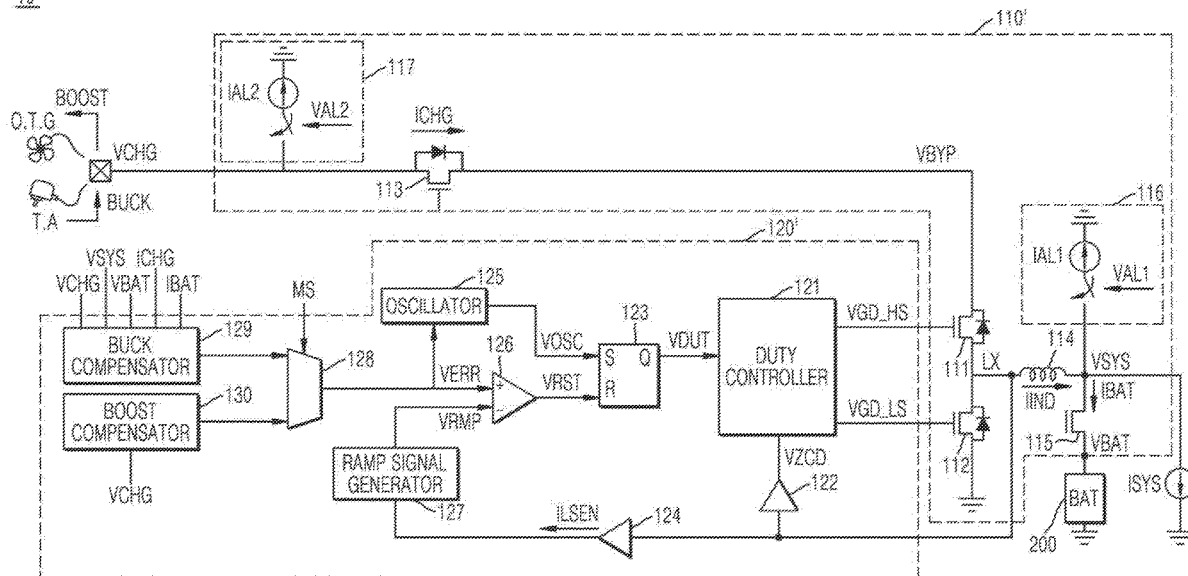 110'
117
IAL2
VAL2
BOOST
O.T.G
VCHG
ICHG
VBYP
113
BUCK
T.A
116
IAL1
VAL1
120'
VSYS ICHG
VCHG VBAT IBAT
MS
125
OSCILLATOR
121
129
BUCK
COMPENSATOR
128
VOSC
123
S Q
R
VDUT
DUTY
CONTROLLER
VGD_HS
111
LX
114
VSYS
IIND
IBAT
126
VERR
+
-
VRST
130
BOOST
COMPENSATOR
VRMP
VGD_LS
112
115
VBAT
VCHG
RAMP SIGNAL
GENERATOR
127
VZCD
122
ILSEN
124
BAT
200
ISYS